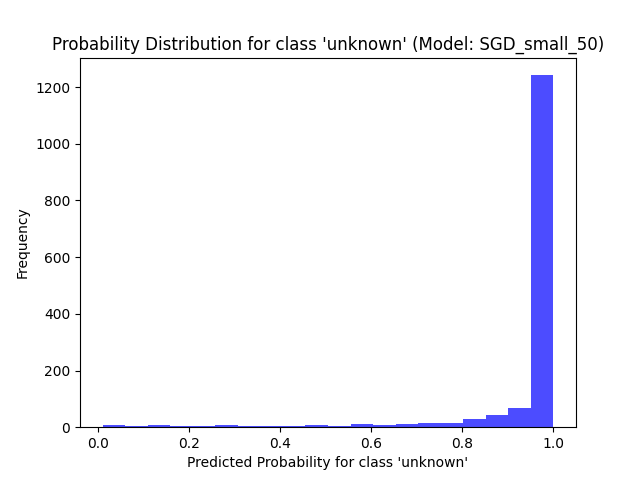 Probability Distribution for class 'unknown' (Model: SGD_small_50)
1200
1000
800
600
400
200
0
Frequency
0.0 0.2 0.4 0.6 0.8 1.0
Predicted Probability for class 'unknown'